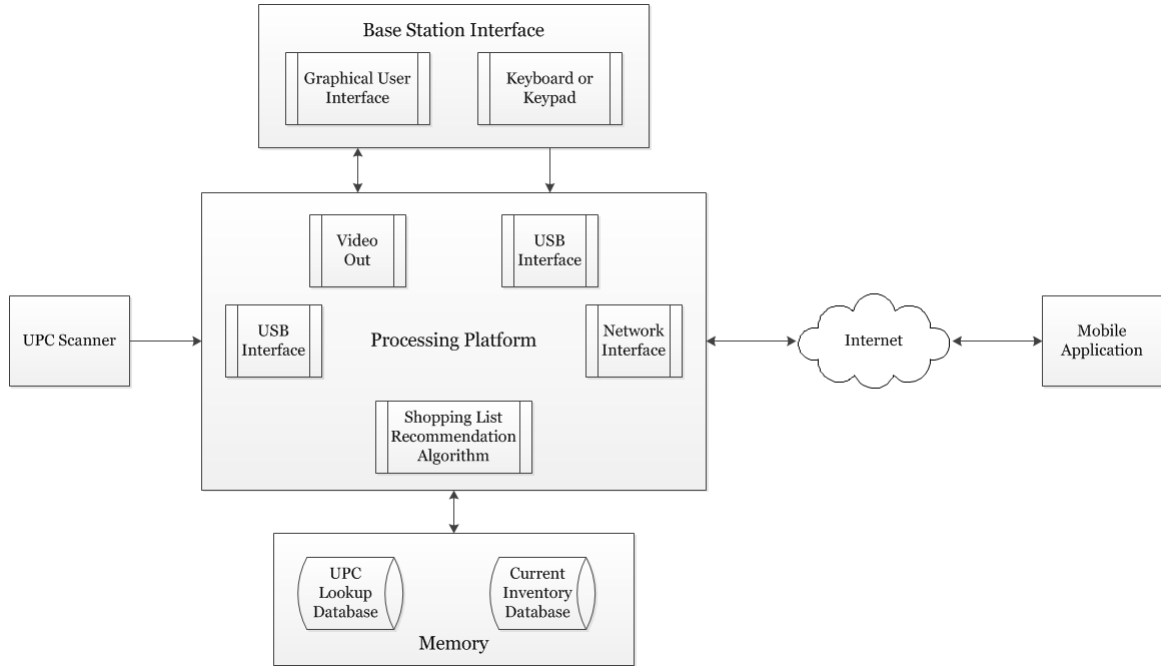 Base Station Interface
Graphical User
Interface
Keyboard or
Keypad
Video
Out
USB
Interface
UPC Scanner
USB
Interface
Processing Platform
Network
Interface
Internet
Mobile
Application
Shopping List
Recommendation
Algorithm
UPC
Lookup
Database
Current
Inventory
Database
Memory